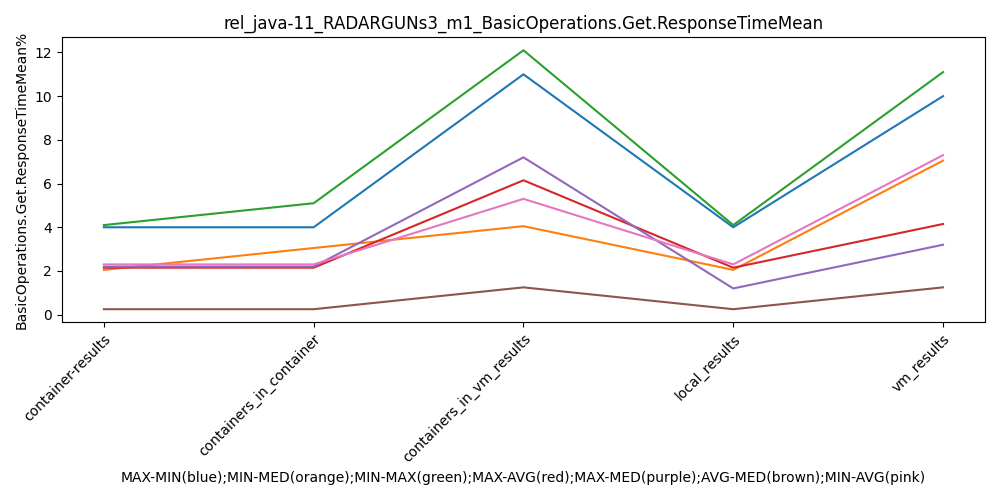 rel_java-11_RADARGUNs3_m1_BasicOperations.Get.ResponseTimeMean
BasicOperations.Get.ResponseTimeMean%
12
10
8
6
4
2
0
container-results
containers_in_container
containers_in_vm_results
local_results
vm_results
MAX-MIN(blue);MIN-MED(orange);MIN-MAX(green);MAX-AVG(red);MAX-MED(purple);AVG-MED(brown);MIN-AVG(pink)